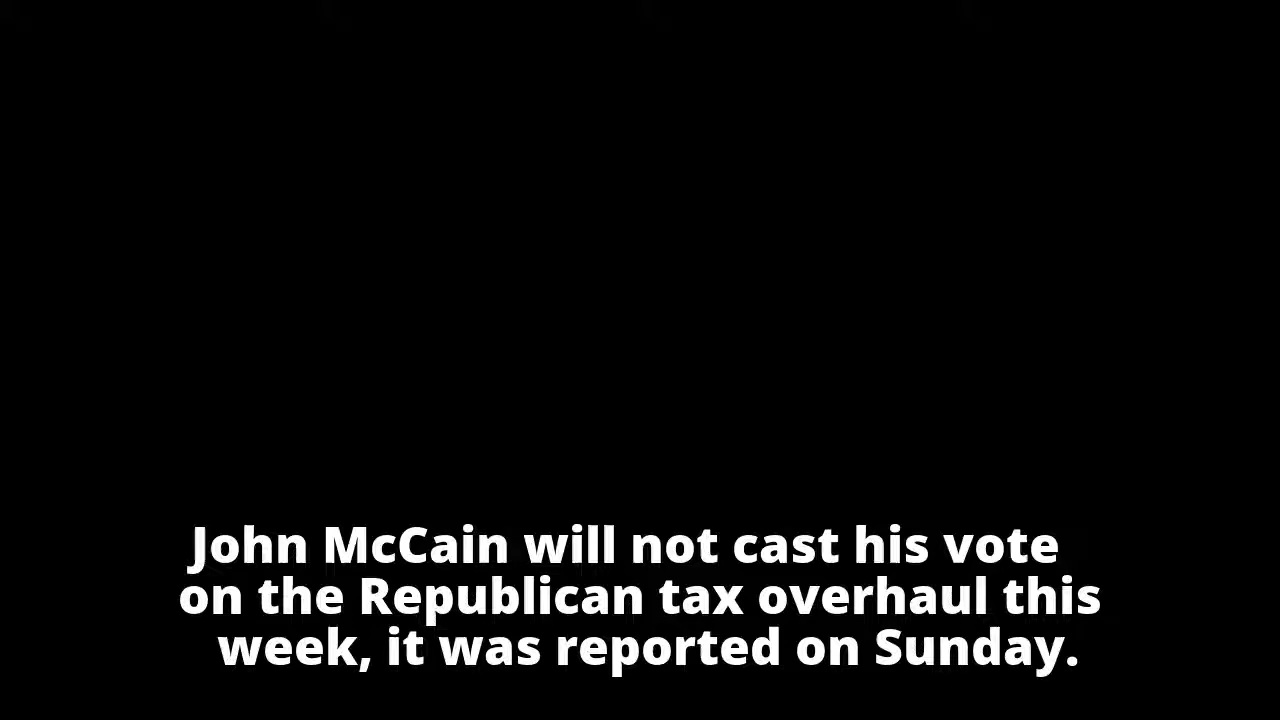 John McCain will not cast his vote
on the Republican tax overhaul this
week, it was reported on Sunday.